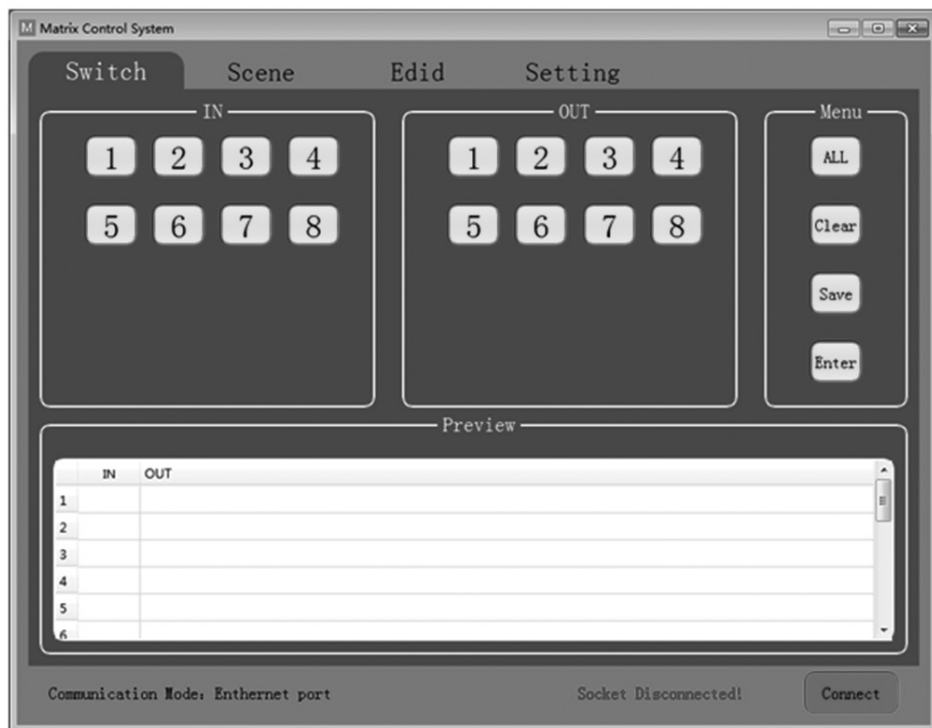 M Matrix Control System
Switch Scene Edid Setting
IN OUT Menu
1 2 3 4 1 2 3 4 ALL
5 6 7 8 5 6 7 8 Clear
Save
Enter
Preview
IN OUT
1
2
3
4
5
6
Communication Mode: Enthernet port Socket Disconnected! Connect